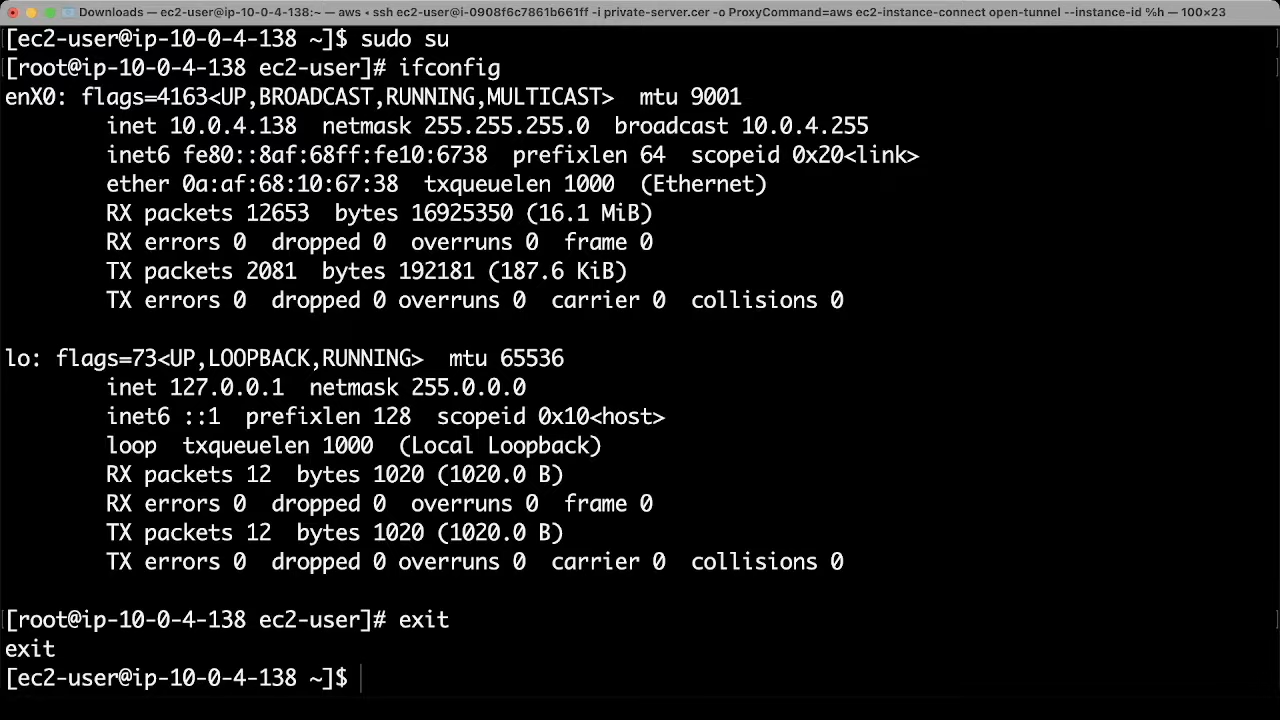 Downloads — ec2-user@ip-10-0-4-138:~ — aws ‹ ssh ec2-user@i-0908f6c7861b661ff -i private-server.cer -o ProxyCommand=aws ec2-instance-connect open-tunnel --instance-id %h — 100×23
[ec2-user@ip-10-0-4-138 ~]$ sudo su
[root@ip-10-0-4-138 ec2-user]# ifconfig
enX0: flags=4163<UP,BROADCAST,RUNNING,MULTICAST>  mtu 9001
        inet 10.0.4.138  netmask 255.255.255.0  broadcast 10.0.4.255
        inet6 fe80::8af:68ff:fe10:6738  prefixlen 64  scopeid 0x20<link>
        ether 0a:af:68:10:67:38  txqueuelen 1000  (Ethernet)
        RX packets 12653  bytes 16925350 (16.1 MiB)
        RX errors 0  dropped 0  overruns 0  frame 0
        TX packets 2081  bytes 192181 (187.6 KiB)
        TX errors 0  dropped 0 overruns 0  carrier 0  collisions 0
lo: flags=73<UP,LOOPBACK,RUNNING>  mtu 65536
        inet 127.0.0.1  netmask 255.0.0.0
        inet6 ::1  prefixlen 128  scopeid 0x10<host>
        loop  txqueuelen 1000  (Local Loopback)
        RX packets 12  bytes 1020 (1020.0 B)
        RX errors 0  dropped 0  overruns 0  frame 0
        TX packets 12  bytes 1020 (1020.0 B)
        TX errors 0  dropped 0 overruns 0  carrier 0  collisions 0
[root@ip-10-0-4-138 ec2-user]# exit
exit
[ec2-user@ip-10-0-4-138 ~]$